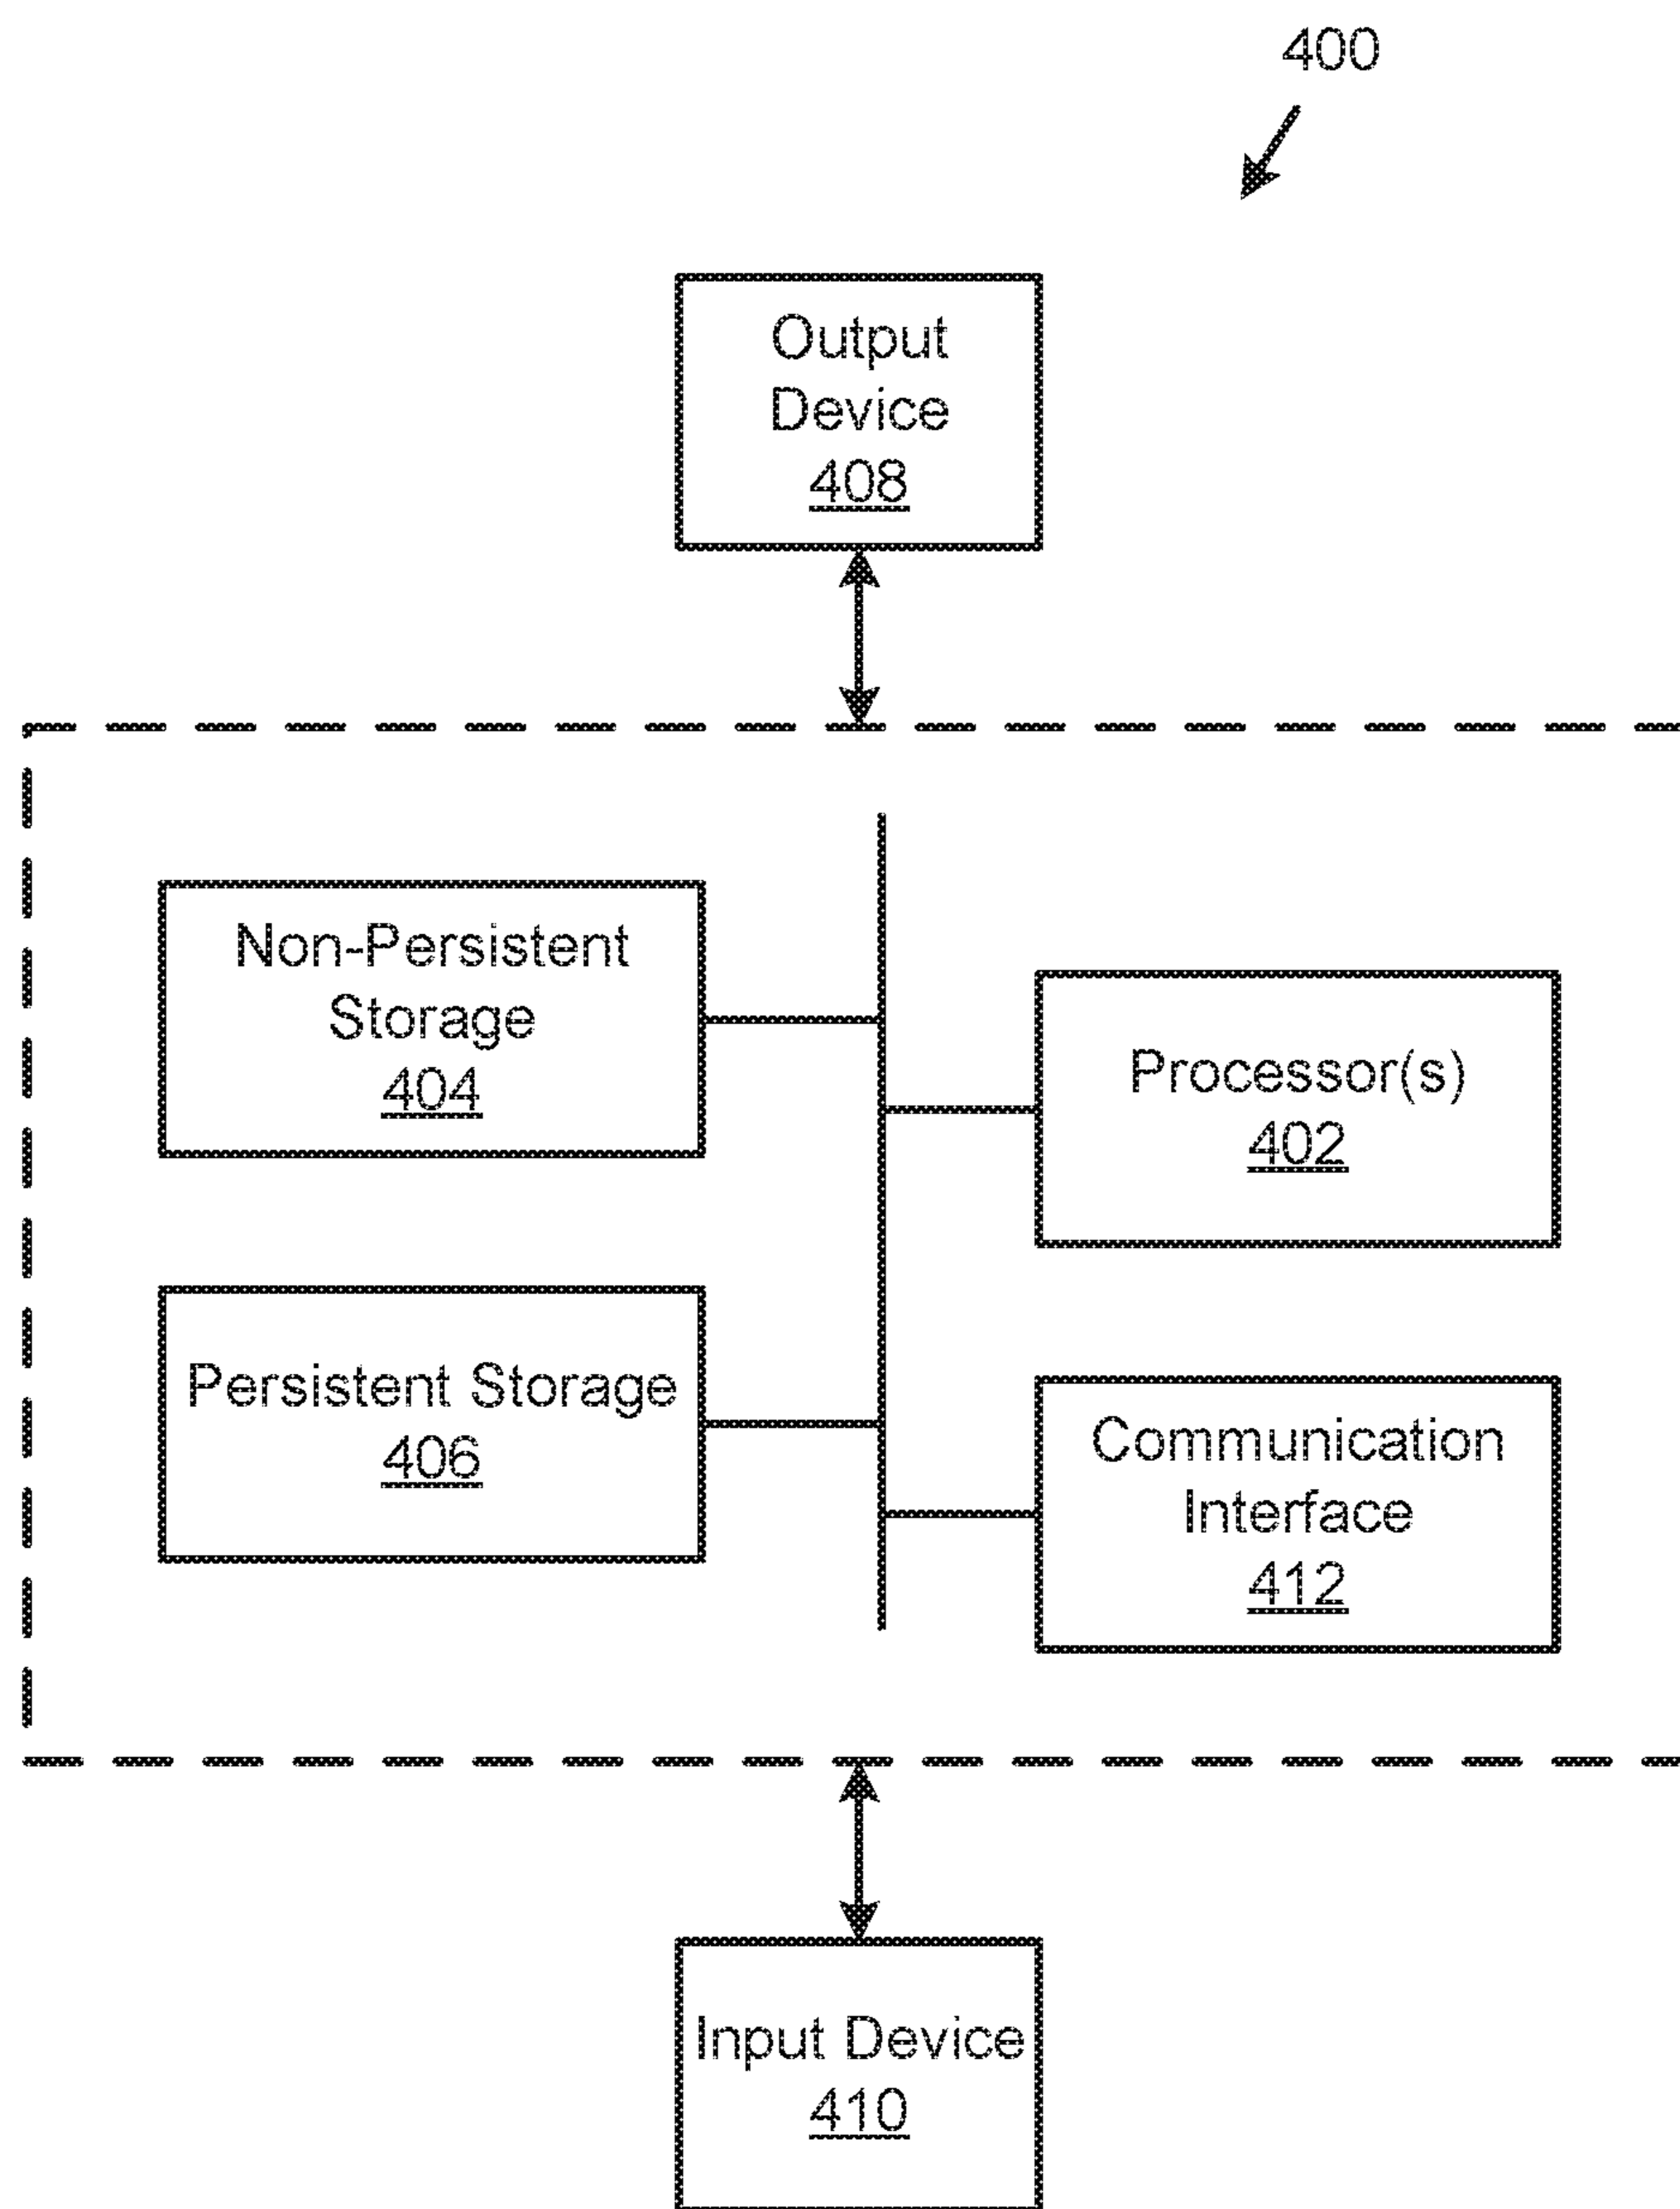 400
Output
Device
408
Non-Persistent
Storage
404
Processor(s)
402
Persistent Storage
406
Communication
Interface
412
Input Device
410